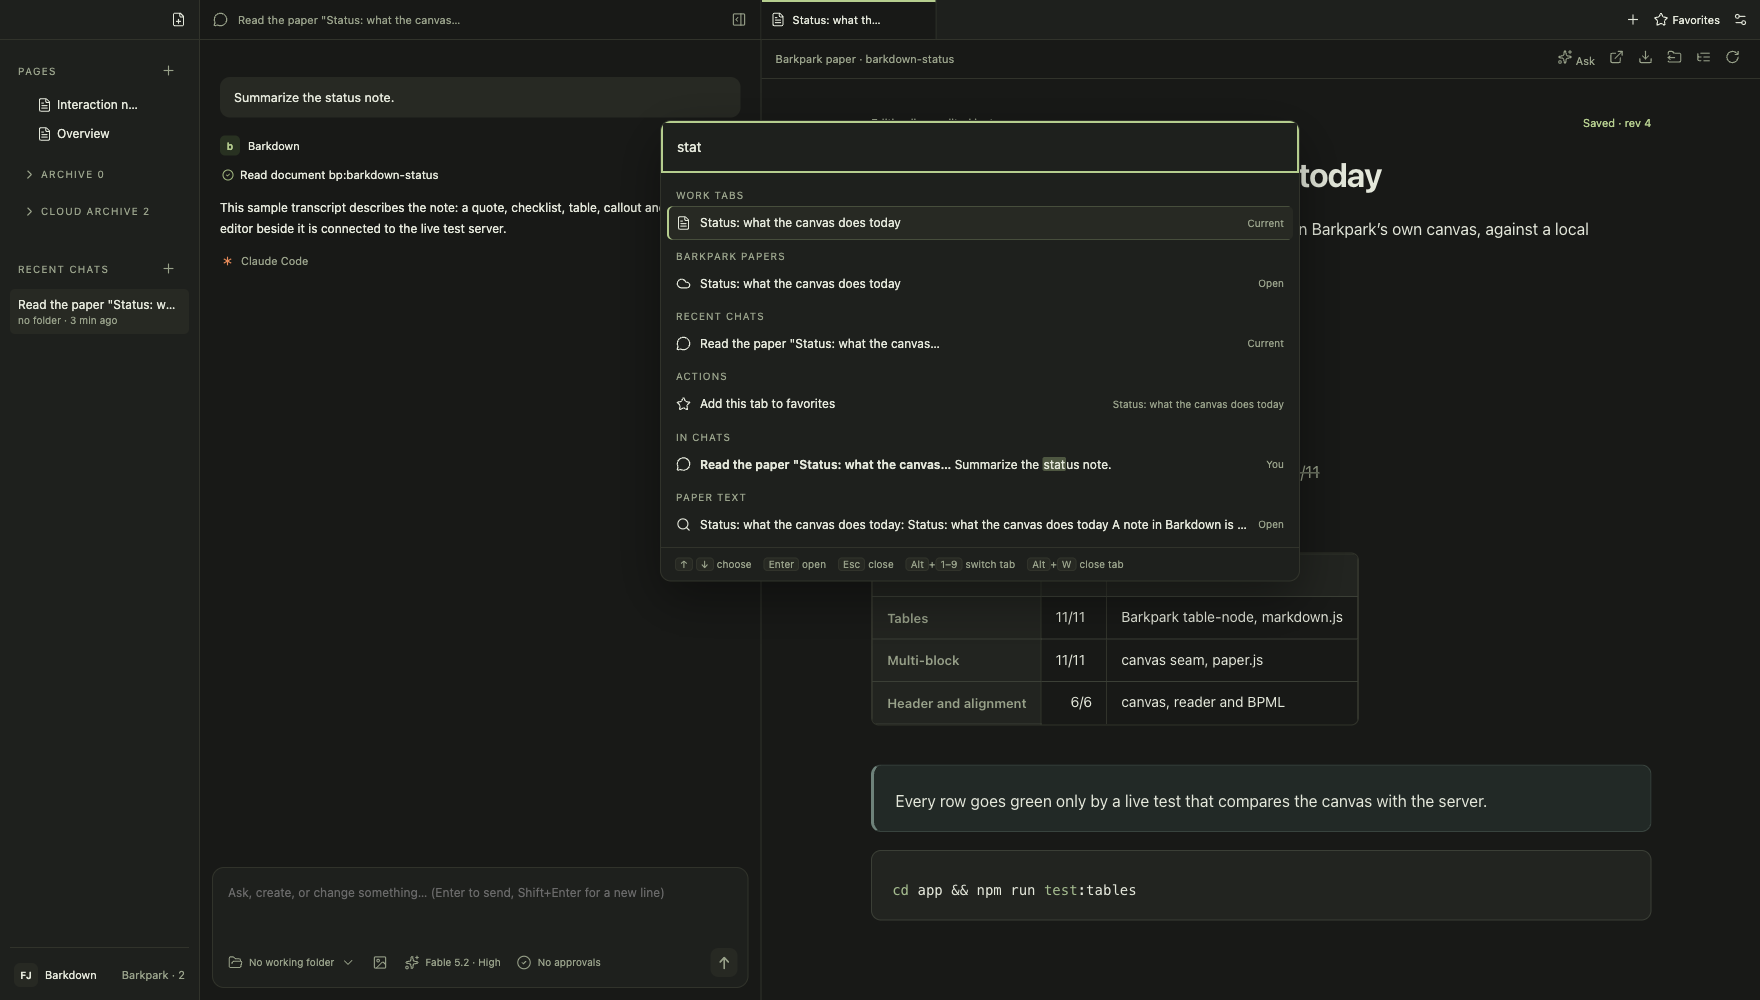 Read the paper "Status: what the canvas...
Status: what th...
Favorites
PAGES
Interaction n...
Overview
ARCHIVE 0
CLOUD ARCHIVE 2
RECENT CHATS
Read the paper "Status: w...
no folder · 3 min ago
FJ Barkdown Barkpark · 2
Summarize the status note.
b Barkdown
Read document bp:barkdown-status
This sample transcript describes the note: a quote, checklist, table, callout
editor beside it is connected to the live test server.
Claude Code
Ask, create, or change something... (Enter to send, Shift+Enter for a new line)
No working folder
Fable 5.2 · High
No approvals
Barkpark paper · barkdown-status
Ask
Saved · rev 4
stat
WORK TABS
Status: what the canvas does today Current
BARKPARK PAPERS
Status: what the canvas does today Open
RECENT CHATS
Read the paper "Status: what the canvas... Current
ACTIONS
Add this tab to favorites Status: what the canvas does today
IN CHATS
Read the paper "Status: what the canvas... Summarize the status note. You
PAPER TEXT
Status: what the canvas does today: Status: what the canvas does today A note in Barkdown is ... Open
↑ ↓ choose Enter open Esc close Alt + 1–9 switch tab Alt + W close tab
today
n Barkpark’s own canvas, against a local
/11
Tables 11/11 Barkpark table-node, markdown.js
Multi-block 11/11 canvas seam, paper.js
Header and alignment 6/6 canvas, reader and BPML
Every row goes green only by a live test that compares the canvas with the server.
cd app && npm run test:tables